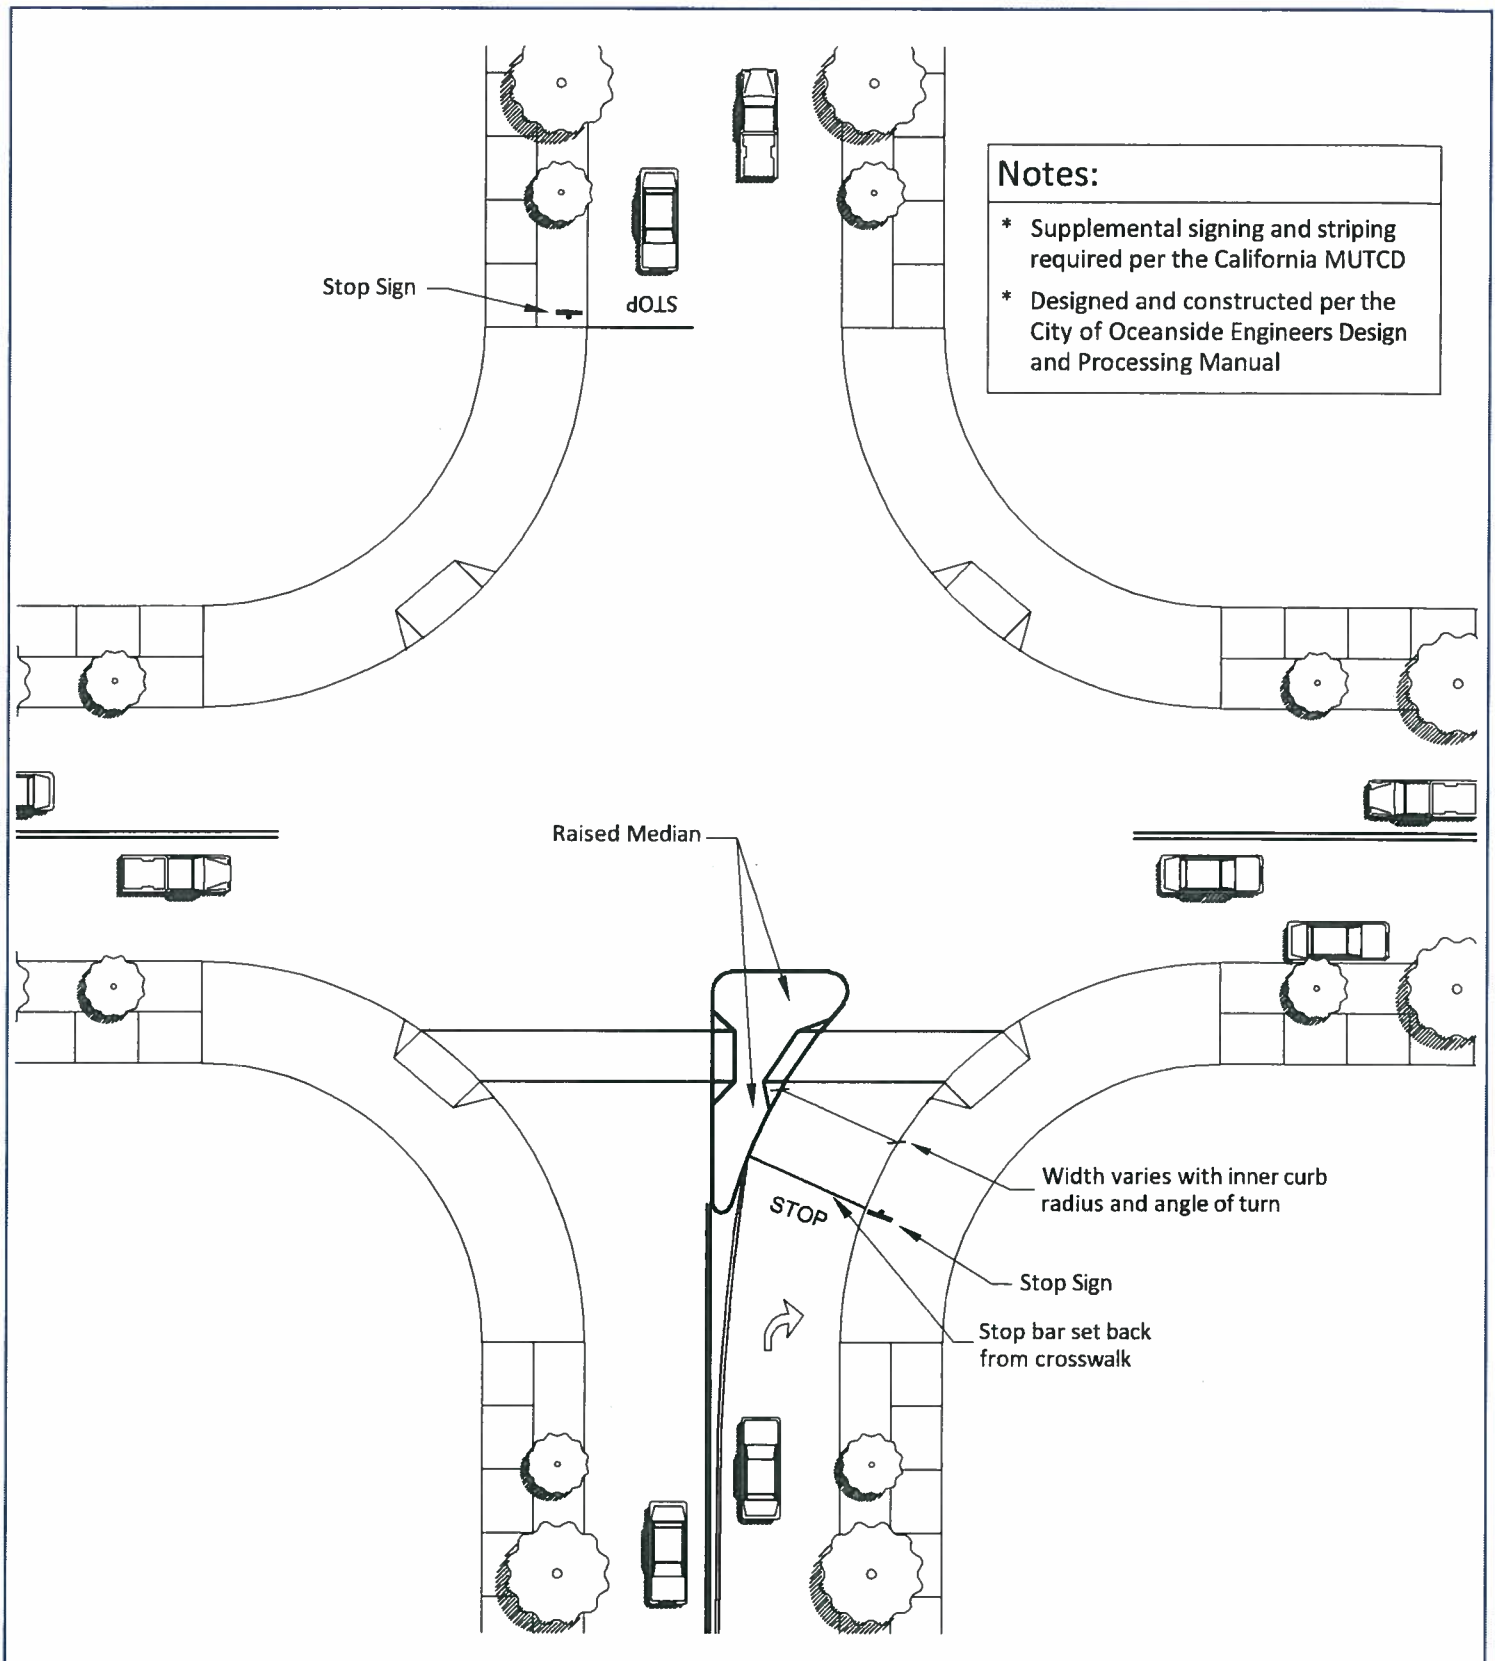 Notes:
* Supplemental signing and striping
required per the California MUTCD
* Designed and constructed per the
City of Oceanside Engineers Design
and Processing Manual
Stop Sign
STOP
Raised Median
Width varies with inner curb
radius and angle of turn
STOP
Stop Sign
Stop bar set back
from crosswalk